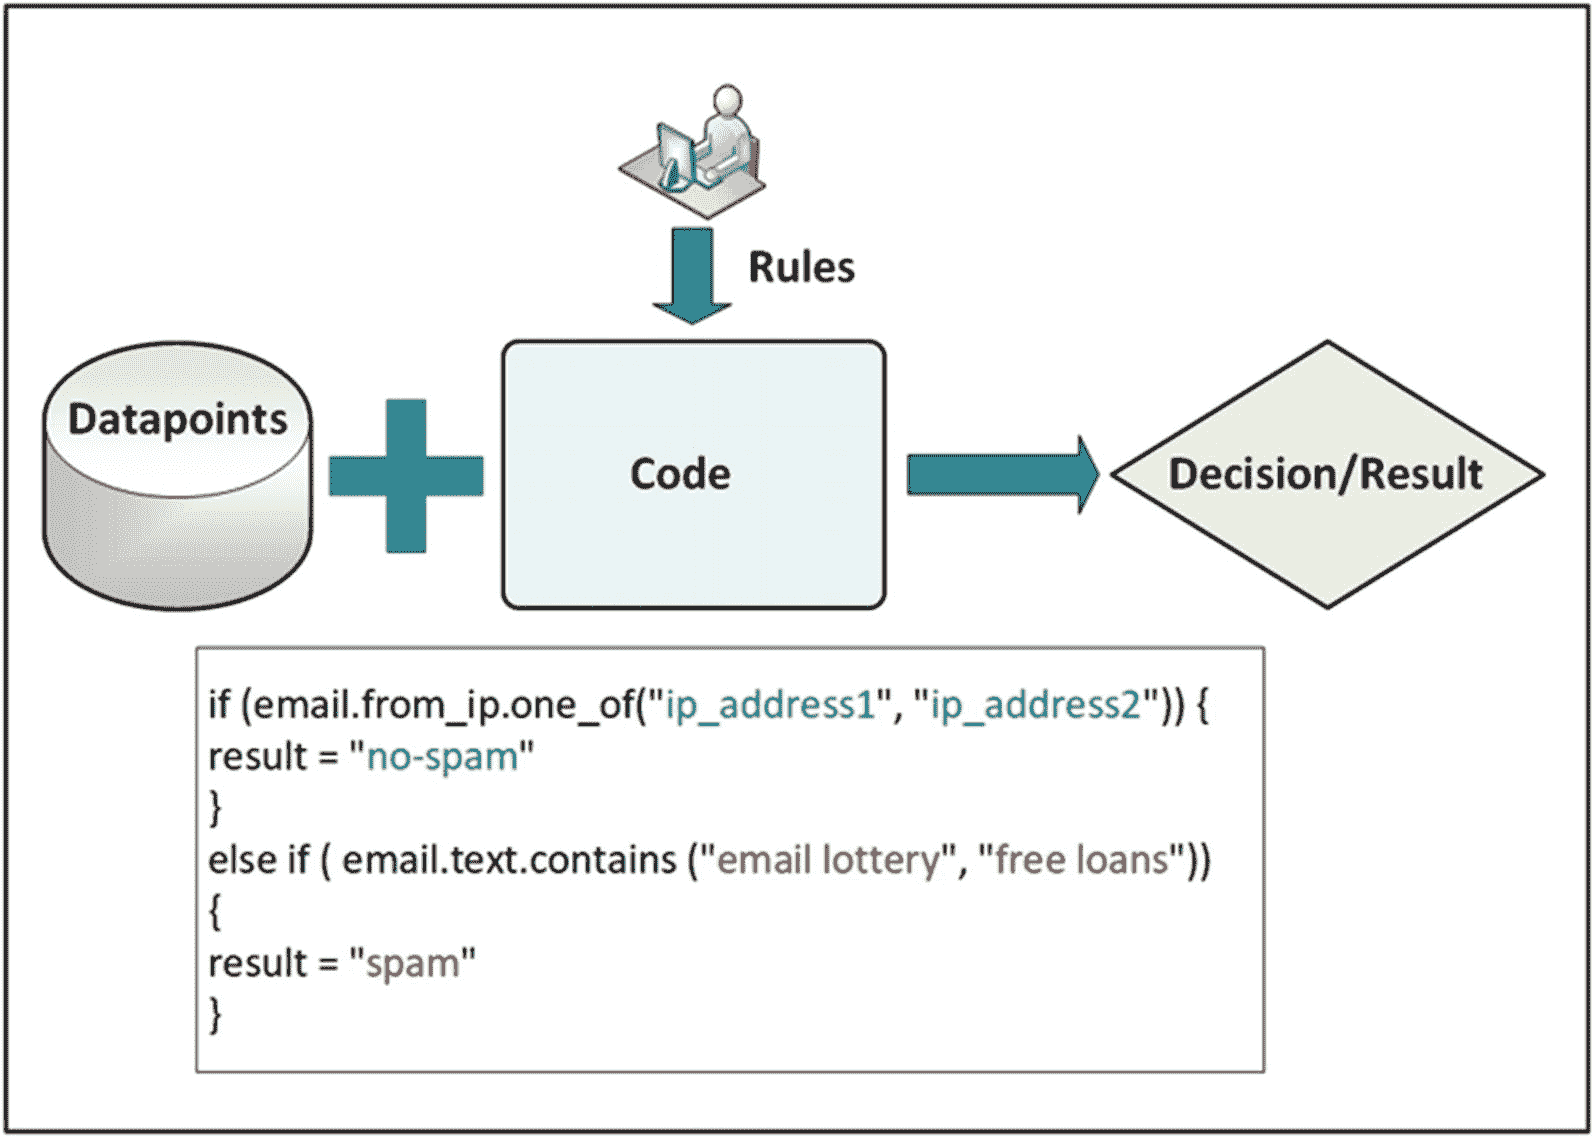 Rules
Datapoints
Code
Decision/Result
if (email.from_ip.one_of("ip_address1", "ip_address2")) {
result = "no-spam"
}
else if ( email.text.contains ("email lottery", "free loans"))
{
result = "spam"
}